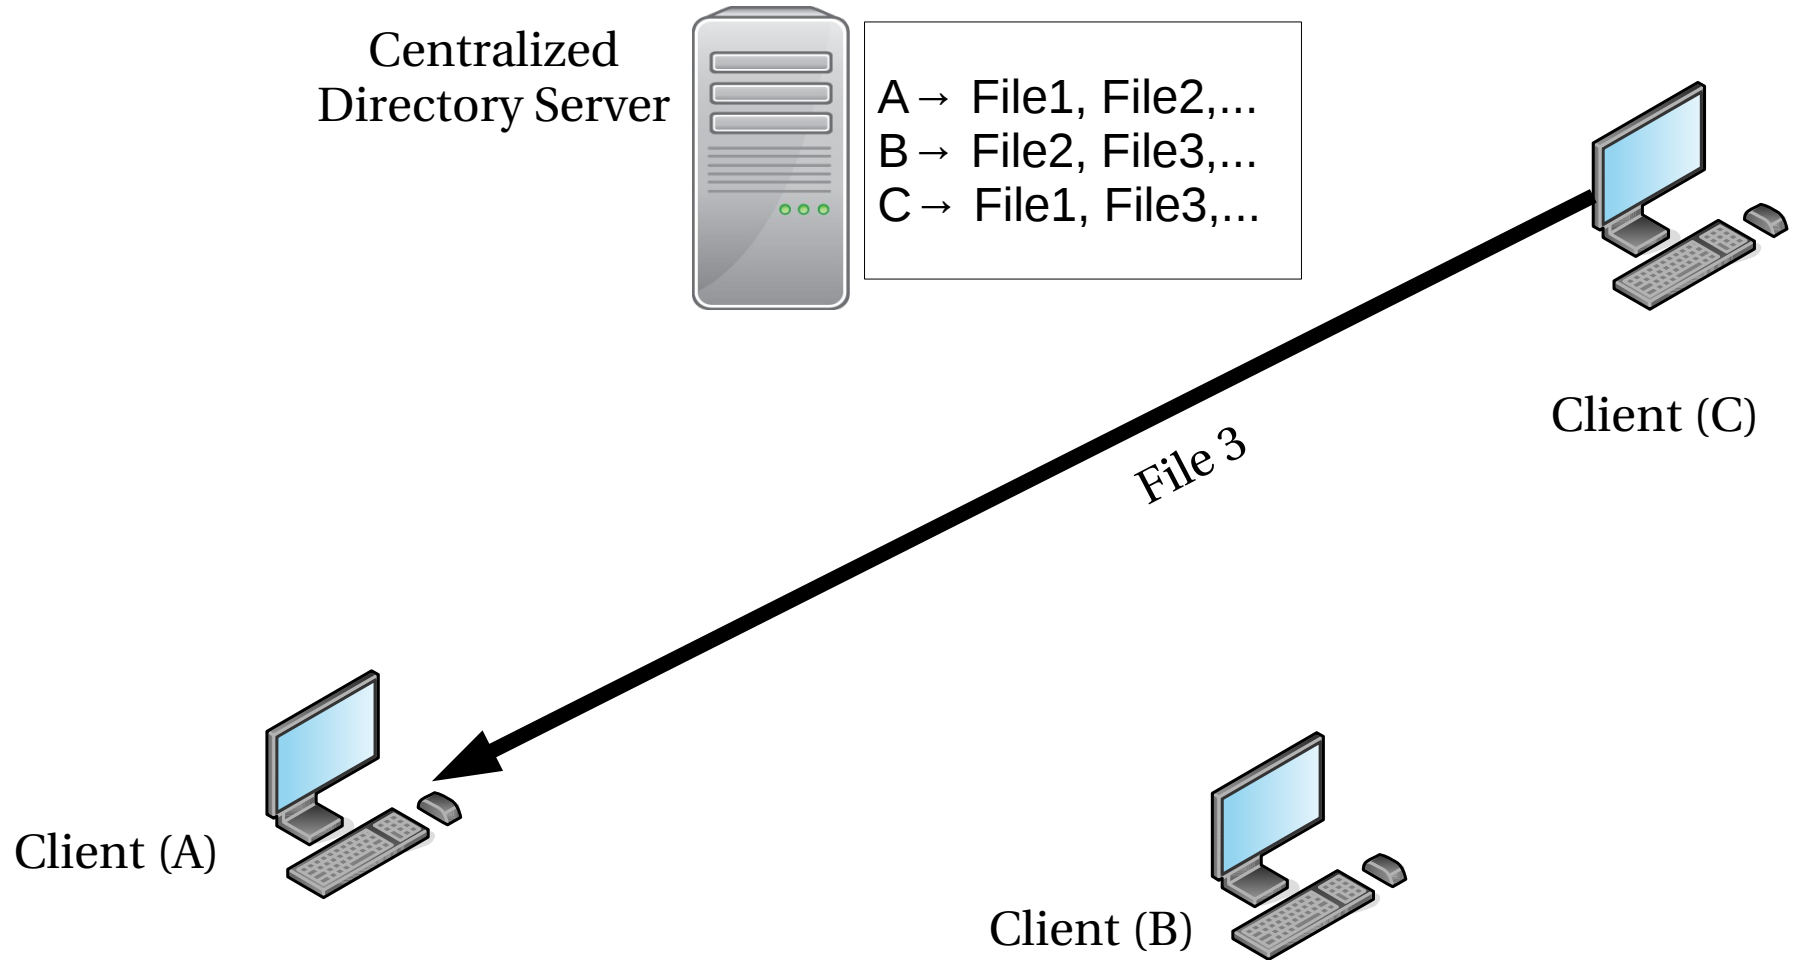 Centralized
Directory Server
A→ File1, File2,...
B→ File2, File3,...
C→ File1, File3,...
Client (C)
File 3
Client (A)
Client (B)